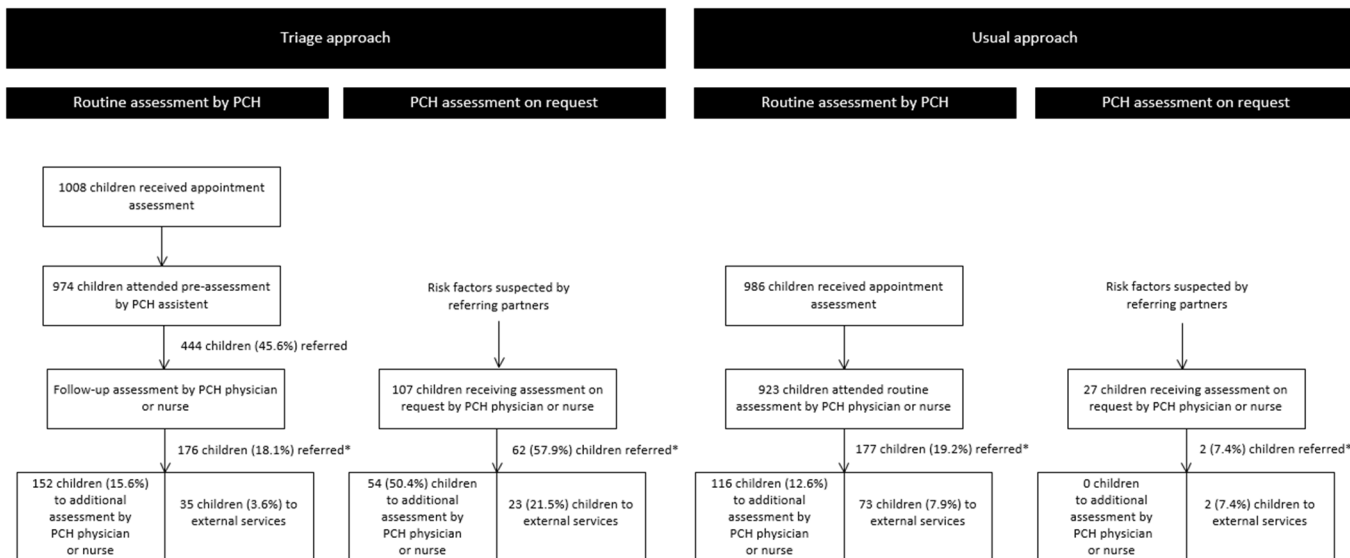 Triage approach
Usual approach
Routine assessment by PCH
PCH assessment on request
Routine assessment by PCH
PCH assessment on request
1008 children received appointment
assessment
974 children attended pre-assessment
by PCH assistent
444 children (45.6%) referred
Follow-up assessment by PCH physician
or nurse
176 children (18.1%) referred*
152 children (15.6%)
to additional
assessment by
PCH physician
or nurse
35 children (3.6%) to
external services
Risk factors suspected by
referring partners
107 children receiving assessment on
request by PCH physician or nurse
62 (57.9%) children referred*
54 (50.4%) children
to additional
assessment by
PCH physician
or nurse
23 (21.5%) children to
external services
986 children received appointment
assessment
923 children attended routine
assessment by PCH physician or nurse
177 children (19.2%) referred*
116 children (12.6%)
to additional
assessment by
PCH physician
or nurse
73 children (7.9%) to
external services
Risk factors suspected by
referring partners
27 children receiving assessment on
request by PCH physician or nurse
2 (7.4%) children referred*
0 children
to additional
assessment by
PCH physician
or nurse
2 (7.4%) children to
external services